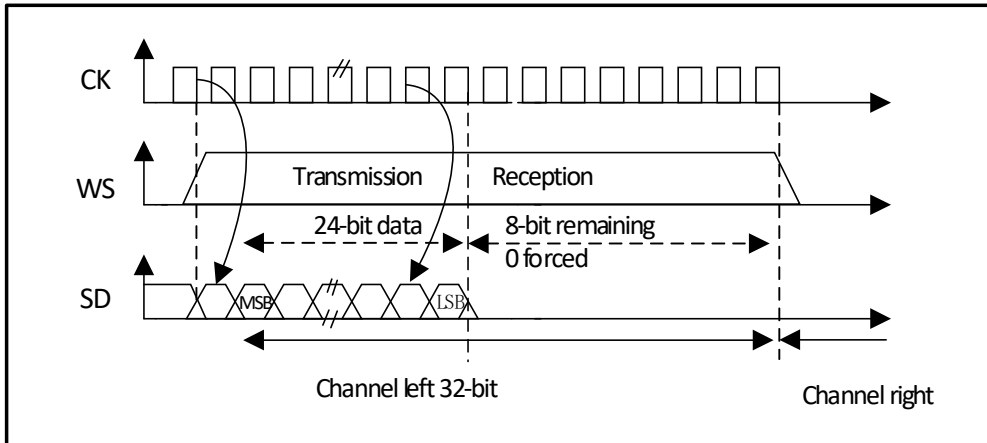 CK
WS
Transmission
Reception
24-bit data
8-bit remaining
0 forced
SD
MSB
LSB
Channel left 32-bit
Channel right